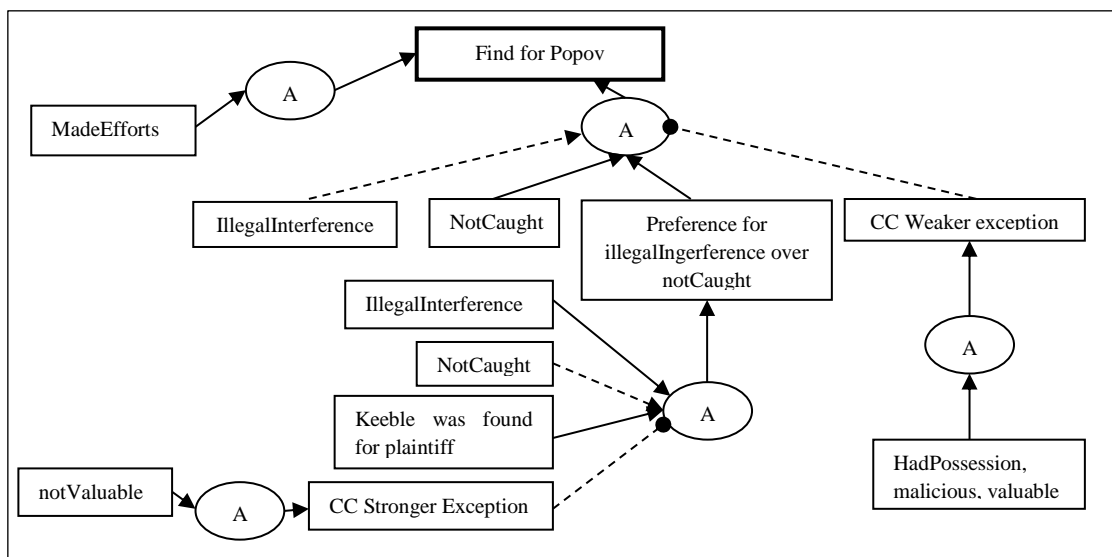 Find for Popov
A
MadeEfforts
A
IllegalInterference
NotCaught
Preference for
illegalIngerference over
notCaught
CC Weaker exception
IllegalInterference
A
NotCaught
A
Keeble was found
for plaintiff
HadPossession,
malicious, valuable
notValuable
A
CC Stronger Exception